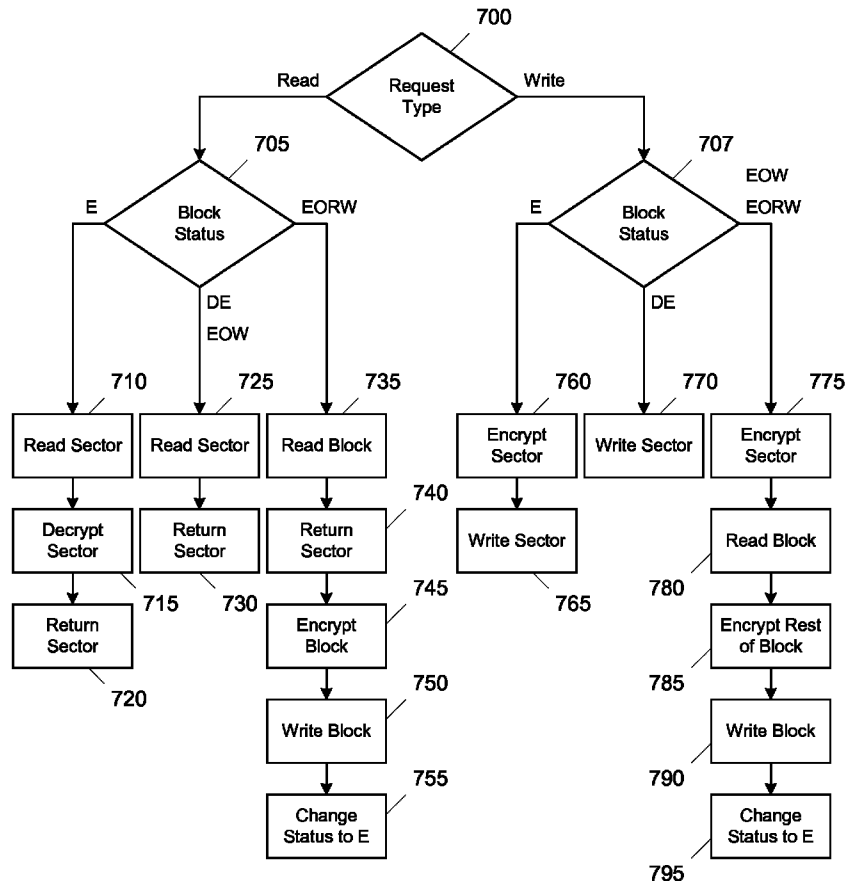 700
Read
Request
Type
Write
705
707
E
Block
Status
EORW
E
Block
Status
EOW
EORW
DE
EOW
DE
710
725
735
760
770
775
Read Sector
Read Sector
Read Block
Encrypt
Sector
Write Sector
Encrypt
Sector
Decrypt
Sector
715
Return
Sector
730
740
Return
Sector
Write Sector
765
Read Block
780
Return
Sector
720
745
Encrypt
Block
Encrypt Rest
of Block
785
750
Write Block
Write Block
790
755
Change
Status to E
Change
Status to E
795